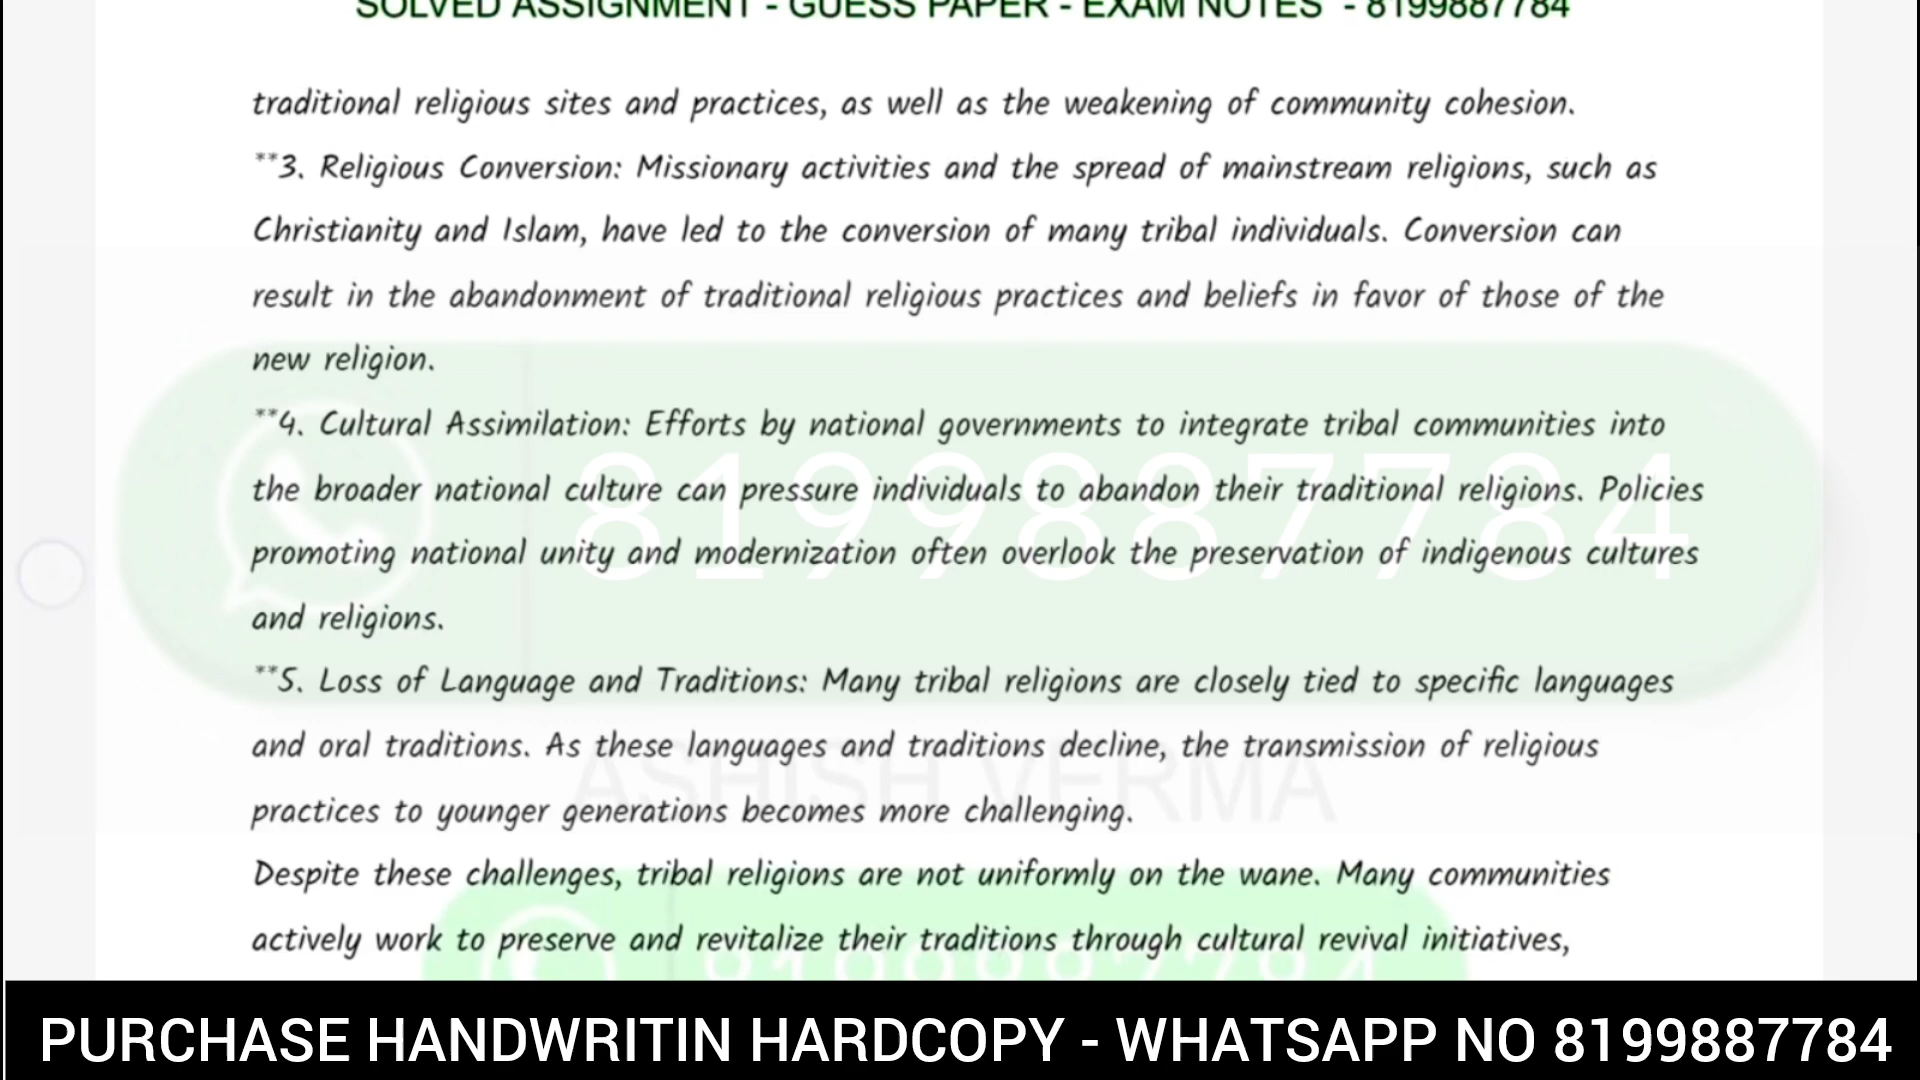 SOLVED ASSIGNMENT - GUESS PAPER - EXAM NOTES - 8199887784
traditional religious sites and practices, as well as the weakening of community cohesion.
**3. Religious Conversion: Missionary activities and the spread of mainstream religions, such as
Christianity and Islam, have led to the conversion of many tribal individuals. Conversion can
result in the abandonment of traditional religious practices and beliefs in favor of those of the
new religion.
**4. Cultural Assimilation: Efforts by national governments to integrate tribal communities into
8199887784
the broader national culture can pressure individuals to abandon their traditional religions. Policies
promoting national unity and modernization often overlook the preservation of indigenous cultures
and religions.
**5. Loss of Language and Traditions: Many tribal religions are closely tied to specific languages
and oral traditions. As these languages and traditions decline, the transmission of religious
ASHISH VERMA
practices to younger generations becomes more challenging.
Despite these challenges, tribal religions are not uniformly on the wane. Many communities
actively work to preserve and revitalize their traditions through cultural revival initiatives,
8199887784
PURCHASE HANDWRITIN HARDCOPY - WHATSAPP NO 8199887784